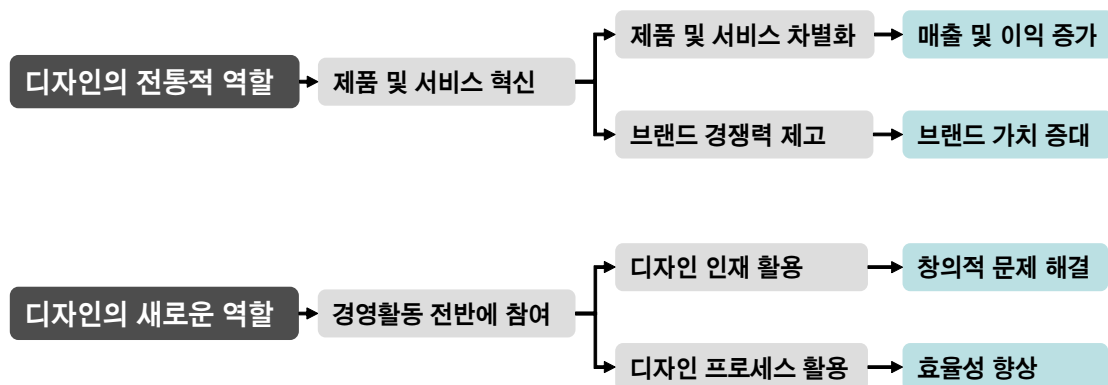 디자인의 전통적 역할
제품 및 서비스 혁신
제품 및 서비스 차별화
매출 및 이익 증가
브랜드 경쟁력 제고
브랜드 가치 증대
디자인의 새로운 역할
경영활동 전반에 참여
디자인 인재 활용
창의적 문제 해결
디자인 프로세스 활용
효율성 향상